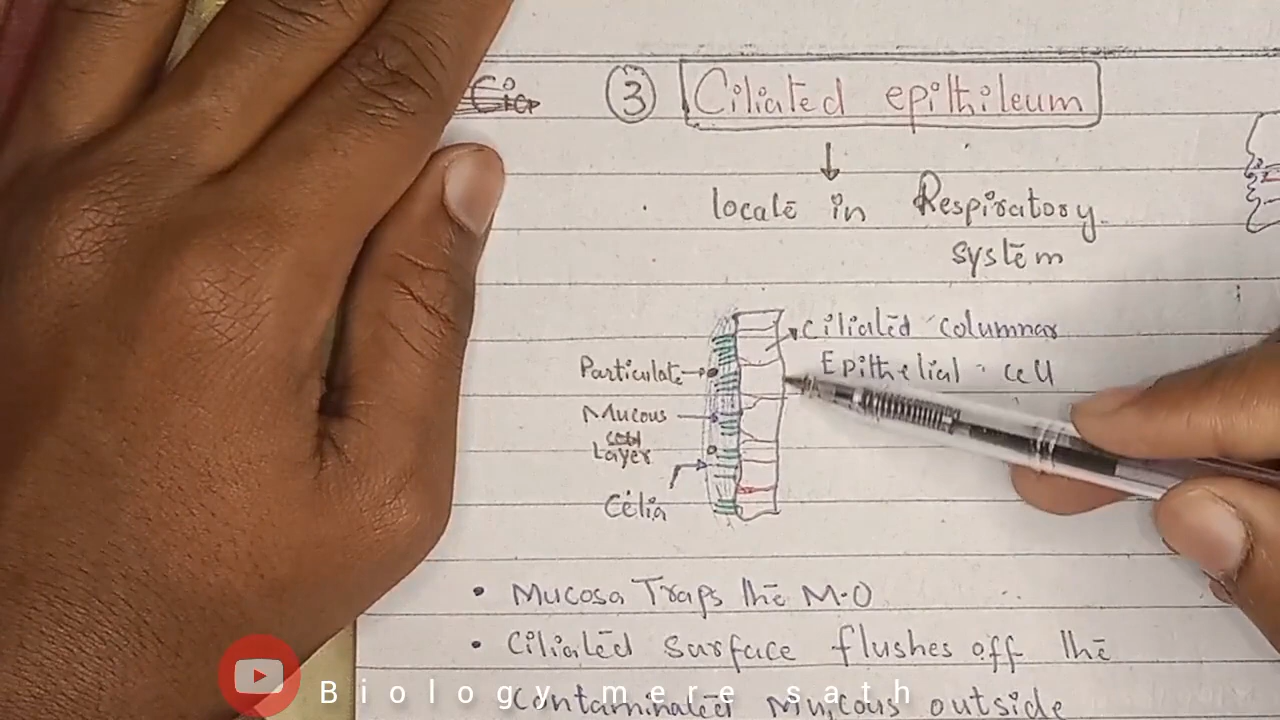 ③ Ciliated epithileum
locate in Respiratory
system
ciliated columnar
Epithelial cell
Particulate
Mucous
Layer
Celia
• Mucosa Traps the M.O
• Ciliated surface flushes off the
Contaminated Mucous outside
Biology mere sath